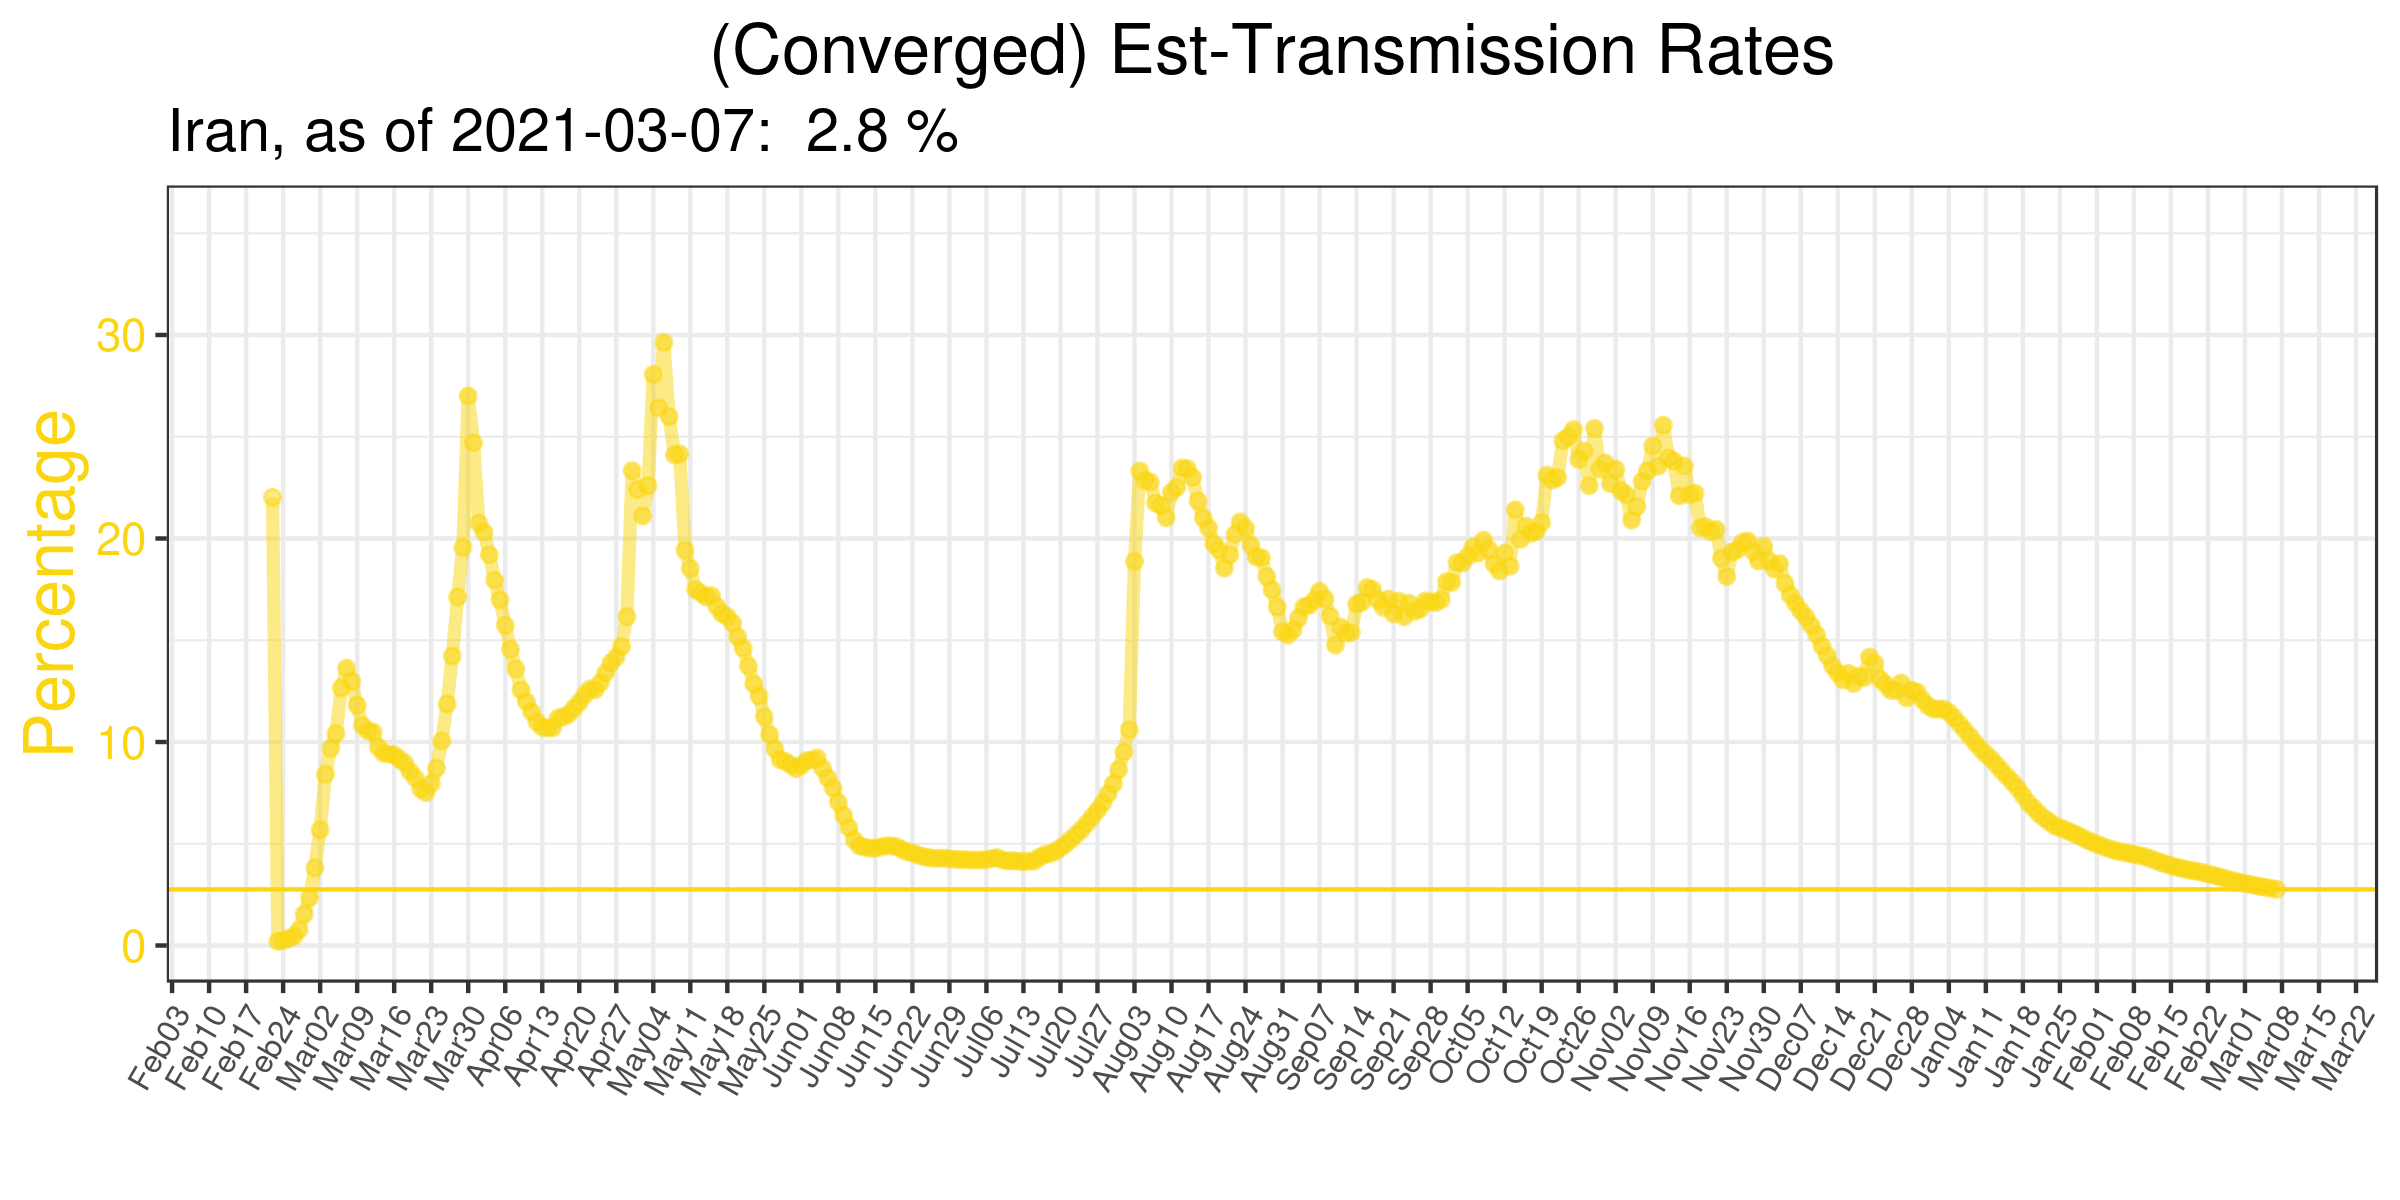 (Converged) Est-Transmission Rates
Iran, as of 2021-03-07:  2.8 %
Percentage
30
20
10
0
Feb03
Feb10
Feb17
Feb24
Mar02
Mar09
Mar16
Mar23
Mar30
Apr06
Apr13
Apr20
Apr27
May04
May11
May18
May25
Jun01
Jun08
Jun15
Jun22
Jun29
Jul06
Jul13
Jul20
Jul27
Aug03
Aug10
Aug17
Aug24
Aug31
Sep07
Sep14
Sep21
Sep28
Oct05
Oct12
Oct19
Oct26
Nov02
Nov09
Nov16
Nov23
Nov30
Dec07
Dec14
Dec21
Dec28
Jan04
Jan11
Jan18
Jan25
Feb01
Feb08
Feb15
Feb22
Mar01
Mar08
Mar15
Mar22